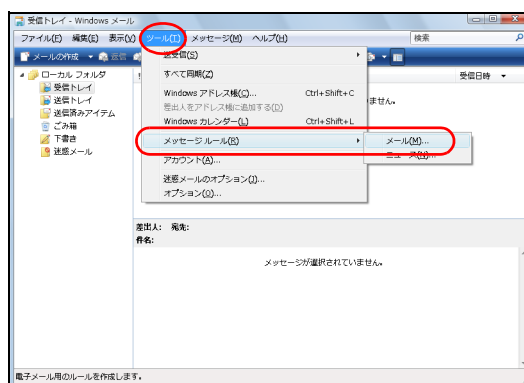 受信トレイ - Windows メール
ファイル(F) 編集(E) 表示(V) ツール(T) メッセージ(M) ヘルプ(H) 検索
メールの作成 返信
ローカル フォルダ
受信トレイ
送信トレイ
送信済みアイテム
ごみ箱
下書き
迷惑メール
送受信(S)
すべて同期(Z)
Windows アドレス帳(C)... Ctrl+Shift+C
差出人をアドレス帳に追加する(D)
Windows カレンダー(L) Ctrl+Shift+L
メッセージ ルール(R)
アカウント(A)...
迷惑メールのオプション(J)...
オプション(O)...
メール(M)...
ニュース(N)...
受信日時
ません。
差出人: 宛先:
件名:
メッセージが選択されていません。
電子メール用のルールを作成します。